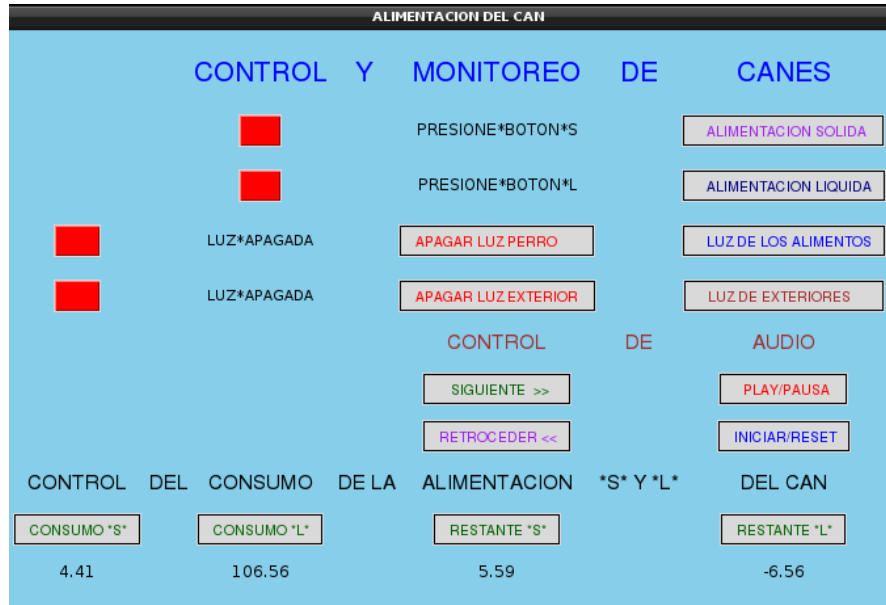 ALIMENTACION DEL CAN
CONTROL Y MONITOREO DE CANES
PRESIONE*BOTON*S ALIMENTACION SOLIDA
PRESIONE*BOTON*L ALIMENTACION LIQUIDA
LUZ*APAGADA APAGAR LUZ PERRO LUZ DE LOS ALIMENTOS
LUZ*APAGADA APAGAR LUZ EXTERIOR LUZ DE EXTERIORES
CONTROL DE AUDIO
SIGUIENTE >> PLAY/PAUSA
RETROCEDER << INICIAR/RESET
CONTROL DEL CONSUMO DE LA ALIMENTACION *S* Y *L* DEL CAN
CONSUMO *S* CONSUMO *L* RESTANTE *S* RESTANTE *L*
4.41 106.56 5.59 -6.56